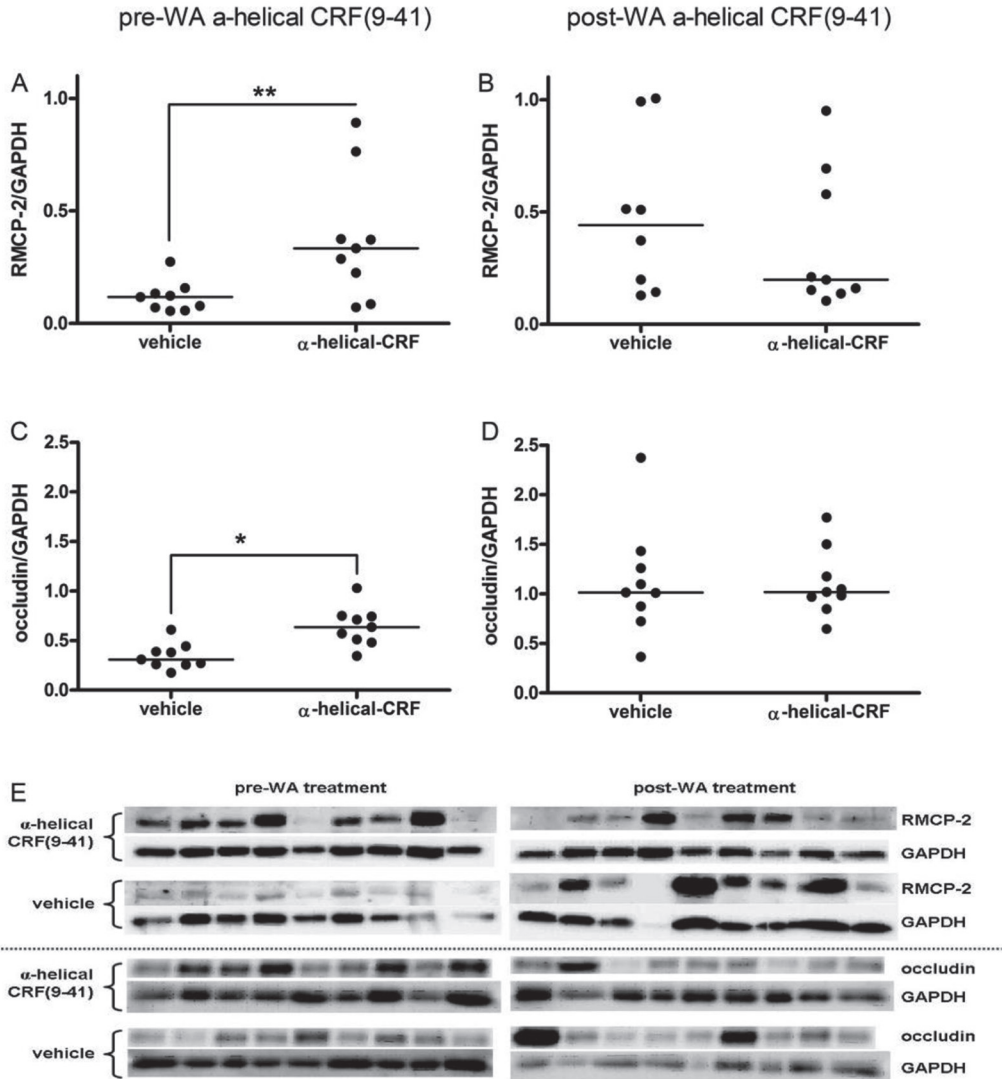 pre-WA a-helical CRF(9-41)
post-WA a-helical CRF(9-41)
A
RMCP-2/GAPDH
1.0
0.5
0.0
**
vehicle
α-helical-CRF
B
RMCP-2/GAPDH
1.0
0.5
0.0
vehicle
α-helical-CRF
C
occludin/GAPDH
2.5
2.0
1.5
1.0
0.5
0.0
*
vehicle
α-helical-CRF
D
occludin/GAPDH
2.5
2.0
1.5
1.0
0.5
0.0
vehicle
α-helical-CRF
E
pre-WA treatment
post-WA treatment
α-helical
CRF(9-41)
RMCP-2
GAPDH
vehicle
RMCP-2
GAPDH
α-helical
CRF(9-41)
occludin
GAPDH
vehicle
occludin
GAPDH